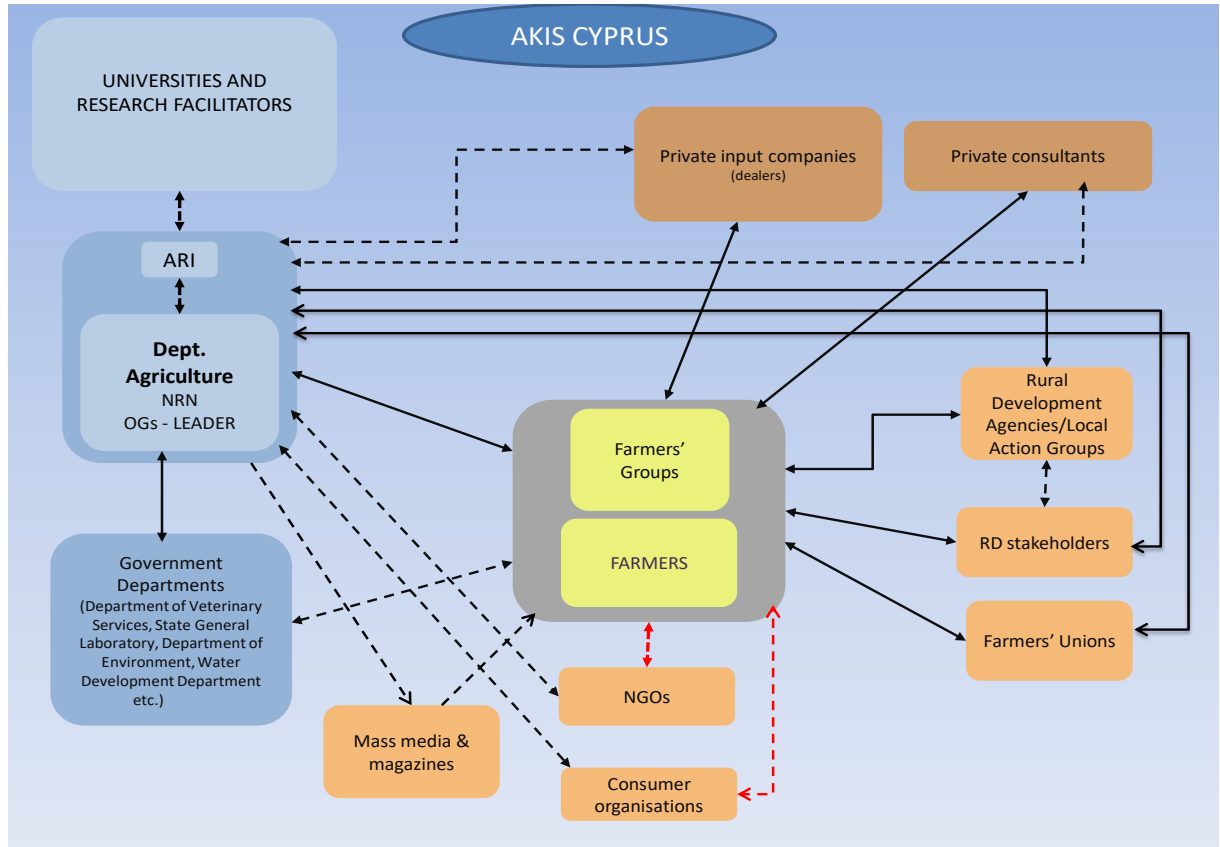 AKIS CYPRUS
UNIVERSITIES AND
RESEARCH FACILITATORS
Private input companies
(dealers)
Private consultants
ARI
Dept.
Agriculture
NRN
OGs - LEADER
Farmers'
Groups
FARMERS
Rural
Development
Agencies/Local
Action Groups
RD stakeholders
Farmers' Unions
Government
Departments
(Department of Veterinary
Services, State General
Laboratory, Department of
Environment, Water
Development Department
etc.)
NGOs
Mass media &
magazines
Consumer
organisations